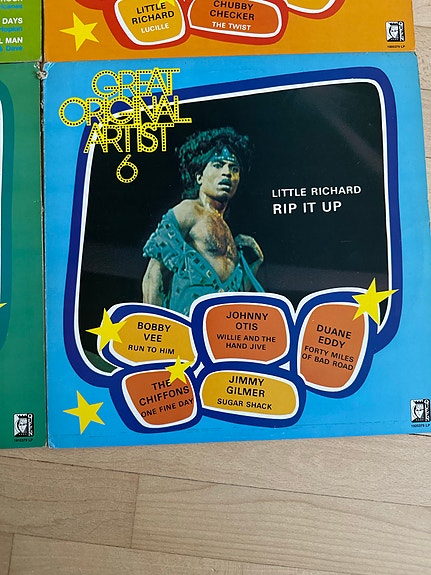 LITTLE
RICHARD
LUCILLE
CHUBBY
CHECKER
THE TWIST
DAYS
MAN
& Dave
GREAT
ORIGINAL
ARTIST
6
LITTLE RICHARD
RIP IT UP
BOBBY
VEE
RUN TO HIM
JOHNNY
OTIS
WILLIE AND THE
HAND JIVE
DUANE
EDDY
FORTY MILES
OF BAD ROAD
THE
CHIFFONS
ONE FINE DAY
JIMMY
GILMER
SUGAR SHACK